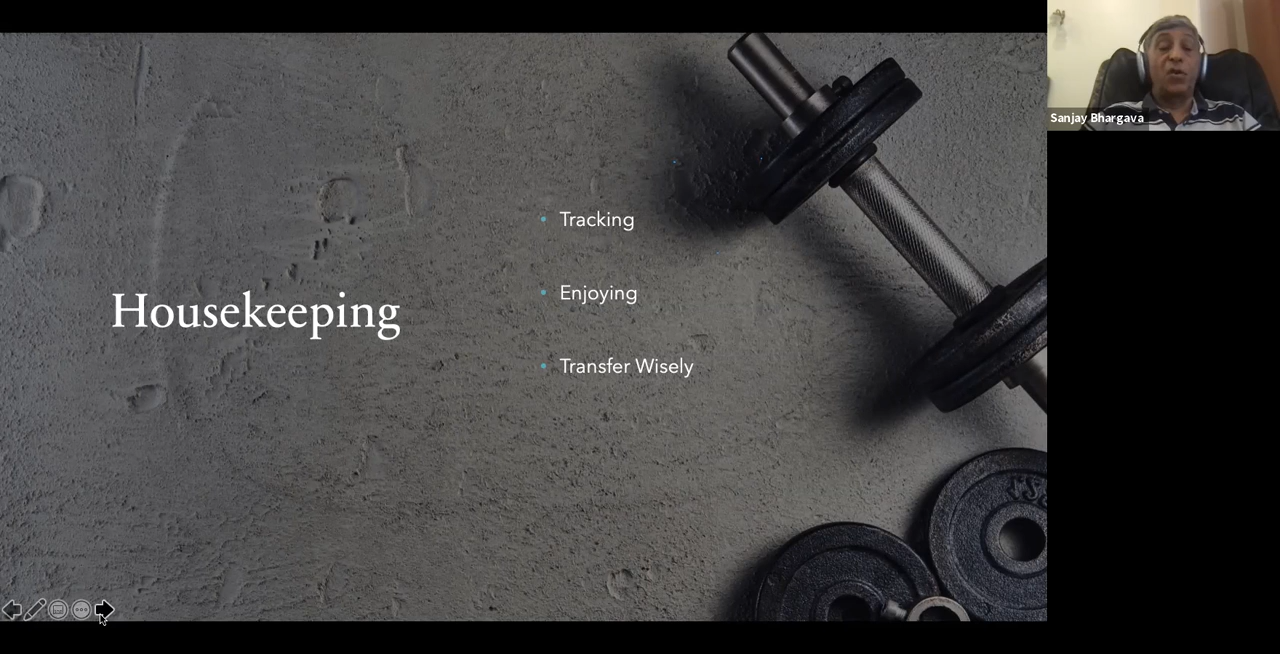 Sanjay Bhargava
Housekeeping
• Tracking
• Enjoying
• Transfer Wisely